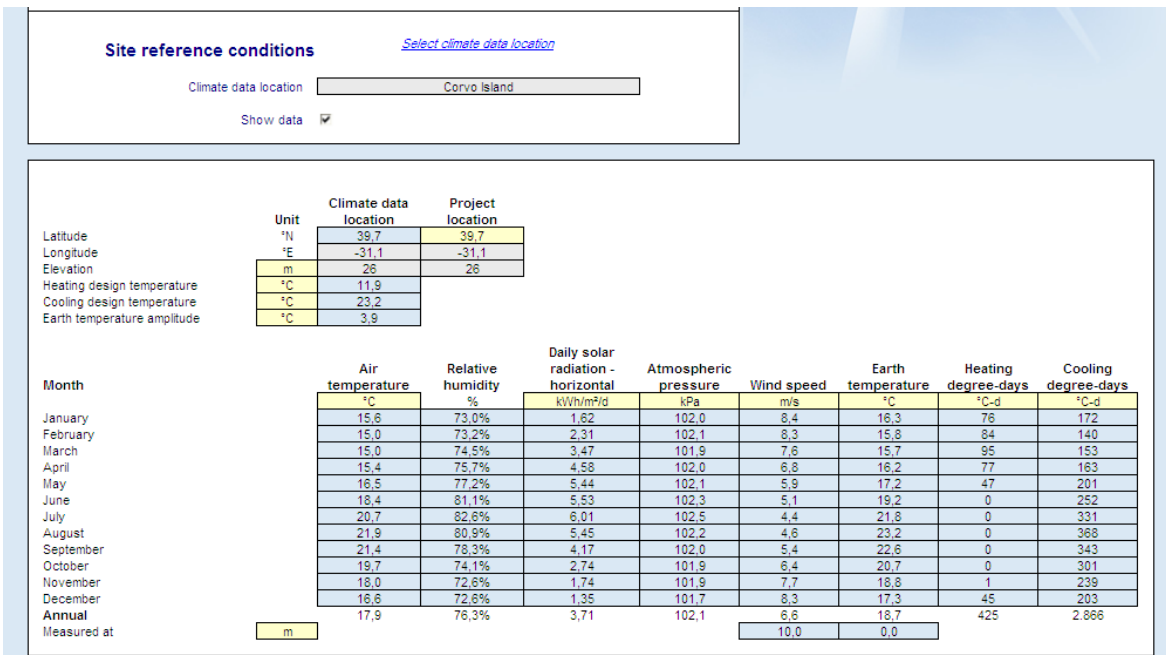 Site reference conditions Select climate data location
Climate data location Corvo Island
Show data
Climate data Project
Unit location location
Latitude °N 39,7 39,7
Longitude °E -31,1 -31,1
Elevation m 26 26
Heating design temperature °C 11,9
Cooling design temperature °C 23,2
Earth temperature amplitude °C 3,9
Daily solar
Air Relative radiation - Atmospheric Earth Heating Cooling
Month temperature humidity horizontal pressure Wind speed temperature degree-days degree-days
°C % kWh/m²/d kPa m/s °C °C-d °C-d
January 15,6 73,0% 1,62 102,0 8,4 16,3 76 172
February 15,0 73,2% 2,31 102,1 8,3 15,8 84 140
March 15,0 74,5% 3,47 101,9 7,6 15,7 95 153
April 15,4 75,7% 4,58 102,0 6,8 16,2 77 163
May 16,5 77,2% 5,44 102,1 5,9 17,2 47 201
June 18,4 81,1% 5,53 102,3 5,1 19,2 0 252
July 20,7 82,6% 6,01 102,5 4,4 21,8 0 331
August 21,9 80,9% 5,45 102,2 4,6 23,2 0 368
September 21,4 78,3% 4,17 102,0 5,4 22,6 0 343
October 19,7 74,1% 2,74 101,9 6,4 20,7 0 301
November 18,0 72,6% 1,74 101,9 7,7 18,8 1 239
December 16,6 72,6% 1,35 101,7 8,3 17,3 45 203
Annual 17,9 76,3% 3,71 102,1 6,6 18,7 425 2.866
Measured at m 10,0 0,0